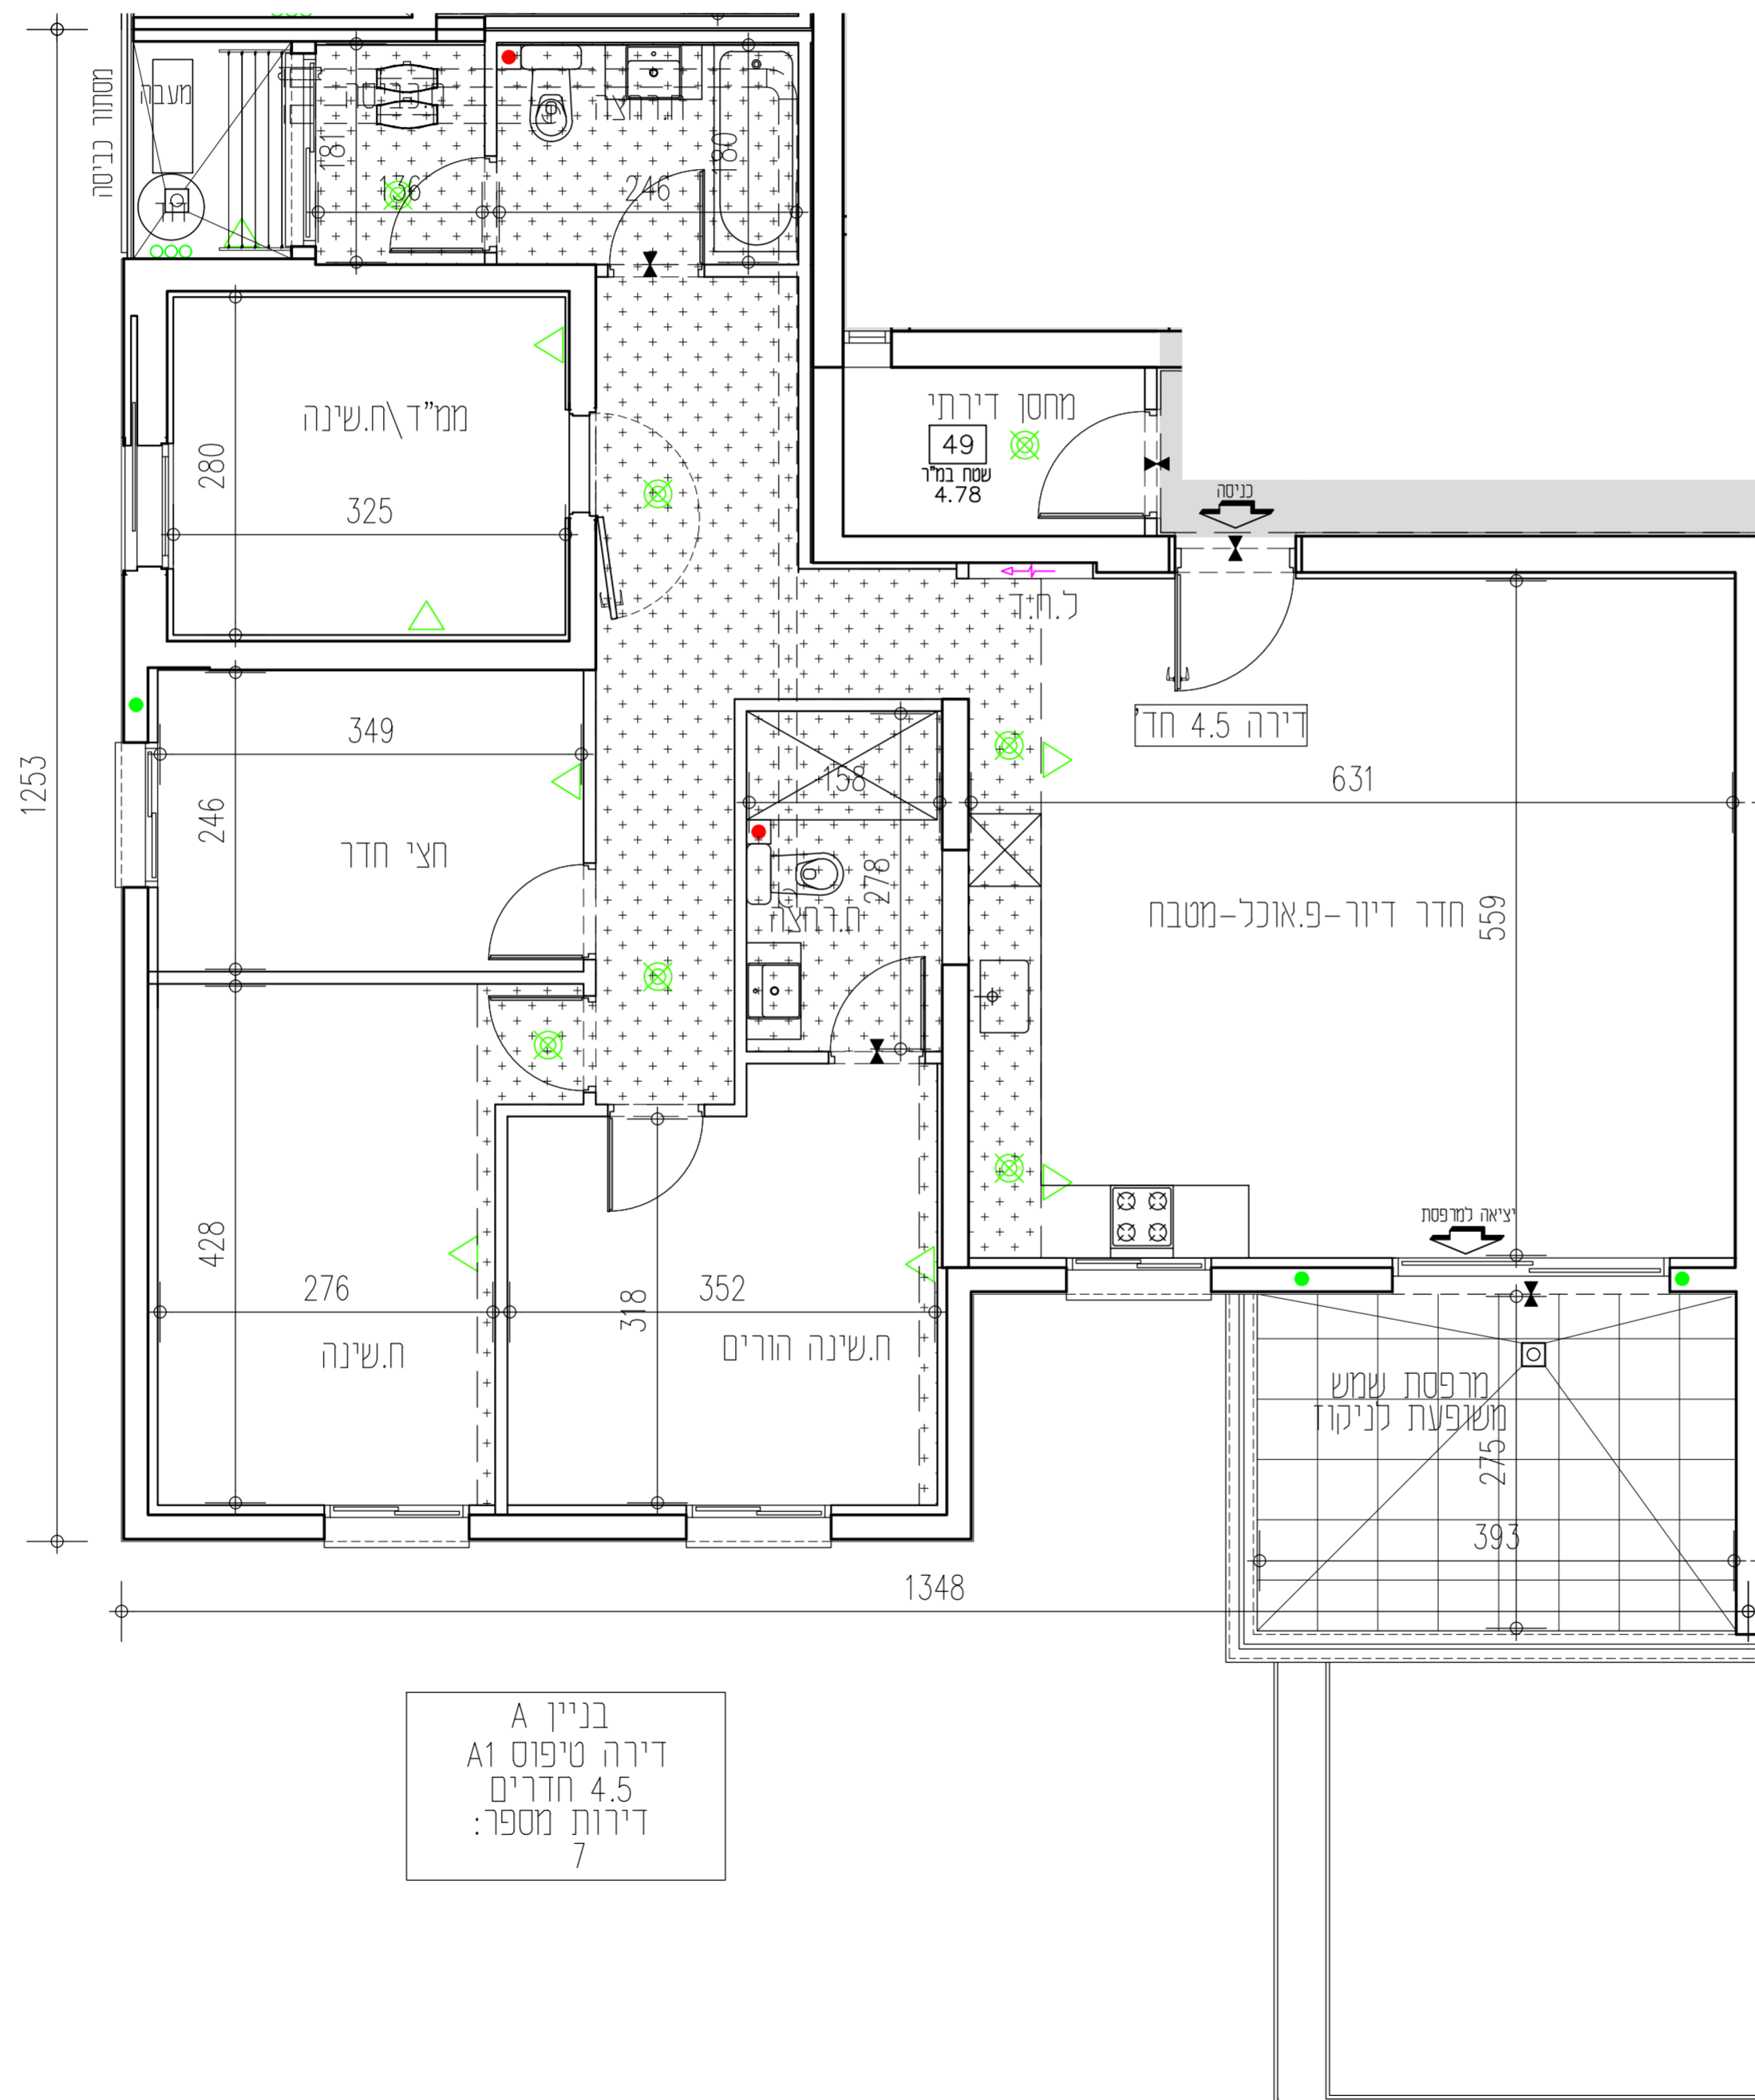 מסתור כביסה
מעבה
דוד
181
136
246
180
ממ"ד\ח.שינה
280
325
מחסן דירתי
49
שטח במ"ר
4.78
כניסה
ל.ח.ד
דירה 4.5 חד'
1253
349
246
חצי חדר
158
278
ח.רחצה
631
חדר דיור-פ.אוכל-מטבח
559
428
276
ח.שינה
318
352
ח.שינה הורים
יציאה למרפסת
מרפסת שמש
משופעת לניקוז
275
393
1348
בניין A
דירה טיפוס A1
4.5 חדרים
דירות מספר:
7